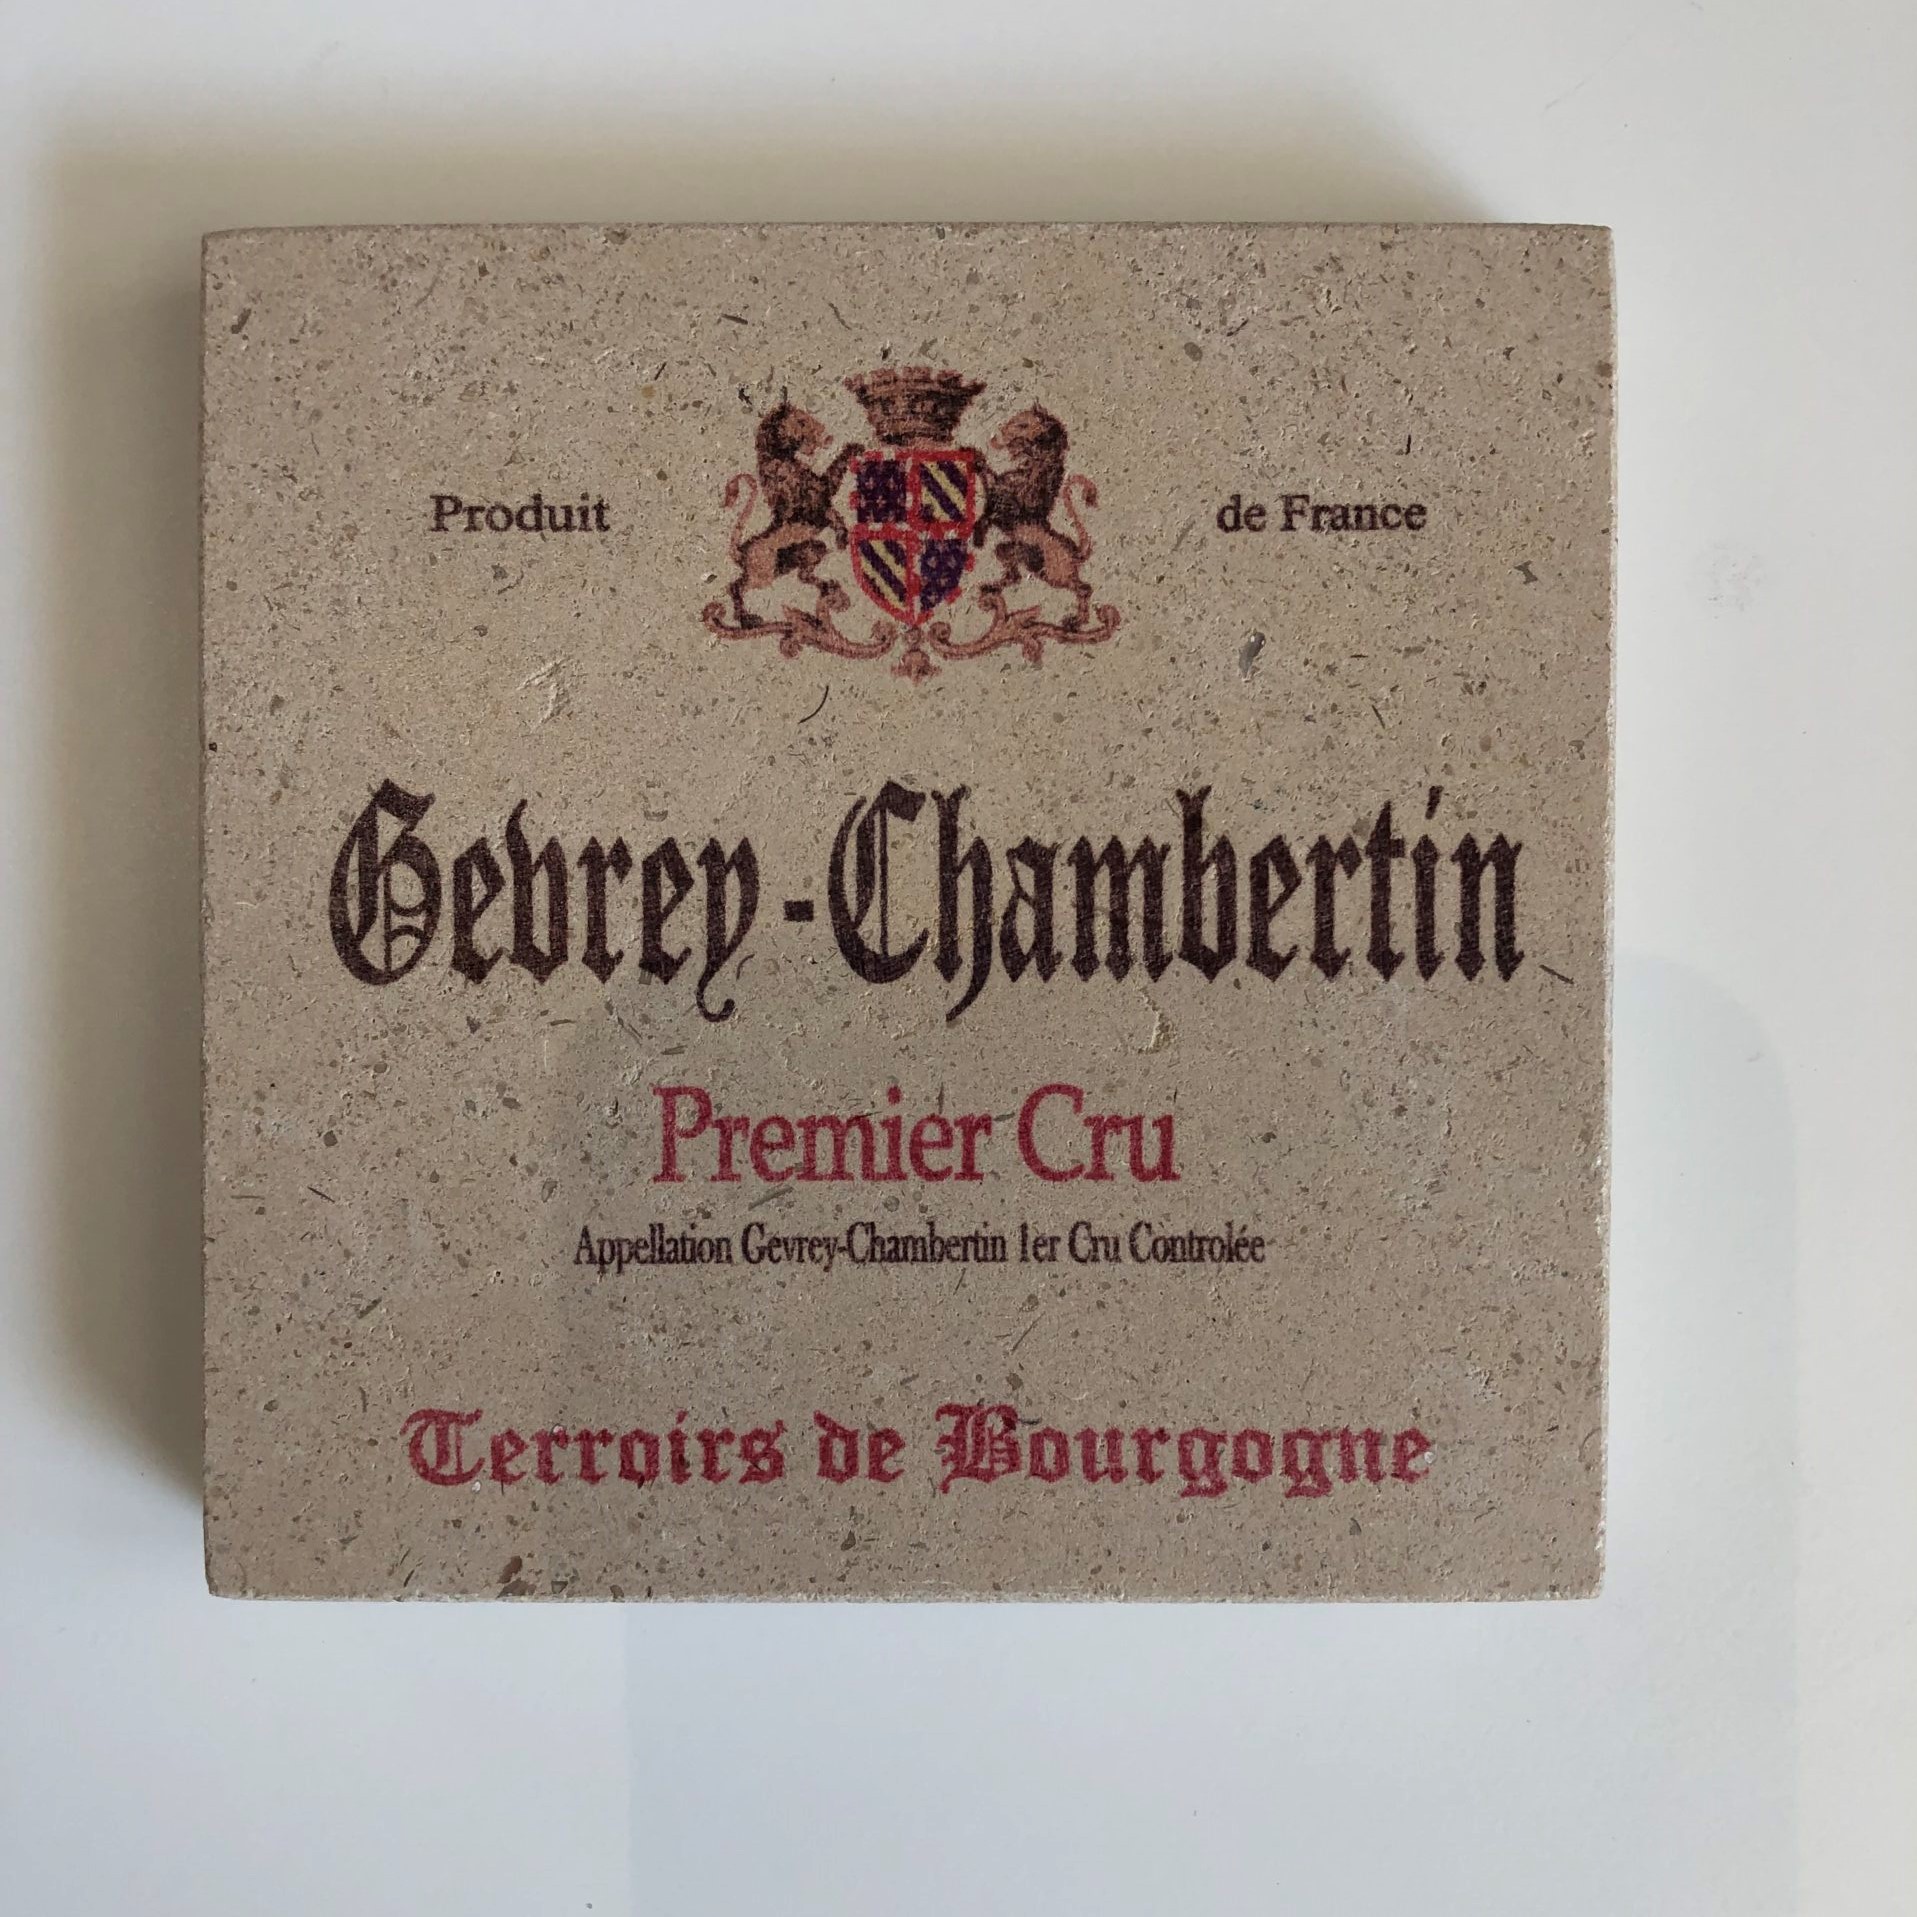 Produit de France
Gevrey-Chambertin
Premier Cru
Appellation Gevrey-Chambertin 1er Cru Controlée
Terroirs de Bourgogne